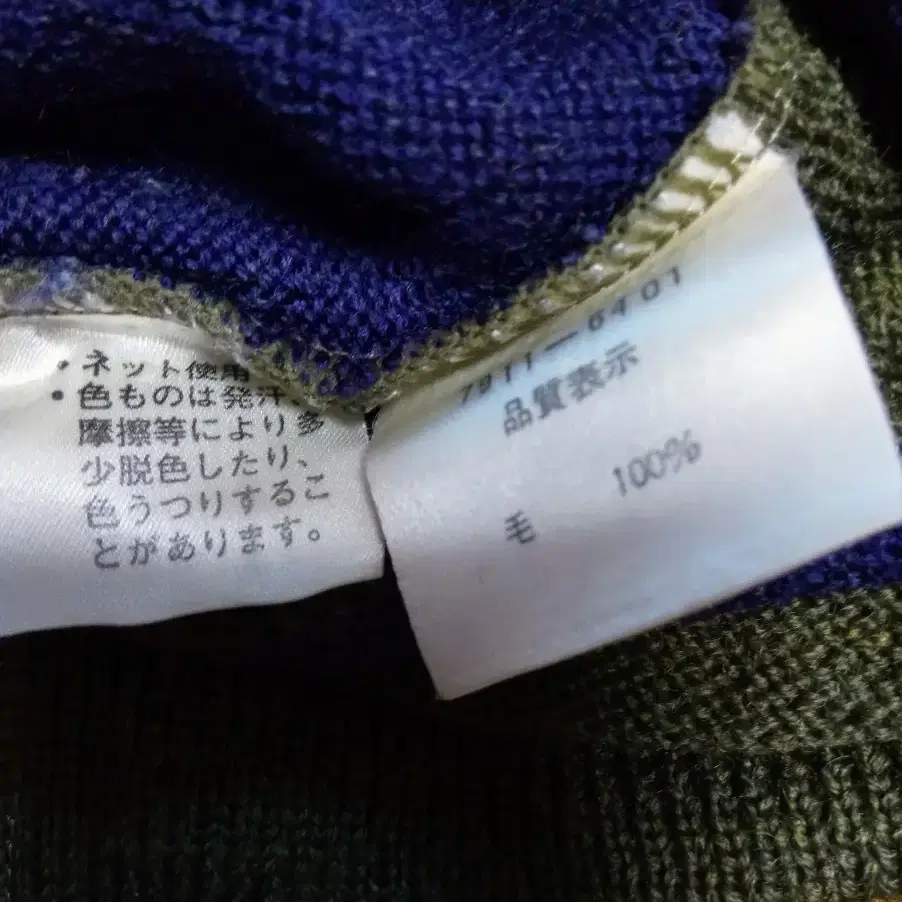 ・ネット使用
・色ものは発汗、
摩擦等により多
少脱色したり、
色うつりするこ
とがあります。
7911-6401
品質表示
毛 100%